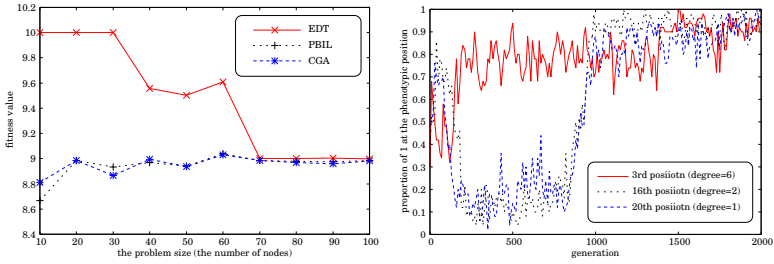 10.2
10
9.8
9.6
9.4
9.2
9
8.8
8.6
8.4
fitness value
EDT
PBIL
CGA
10 20 30 40 50 60 70 80 90 100
the problem size (the number of nodes)
1
0.9
0.8
0.7
0.6
0.5
0.4
0.3
0.2
0.1
0
proportion of 1 at the phenotypic position
3rd posiiotn (degree=6)
16th posiiotn (degree=2)
20th posiiotn (degree=1)
0 500 1000 1500 2000
generation